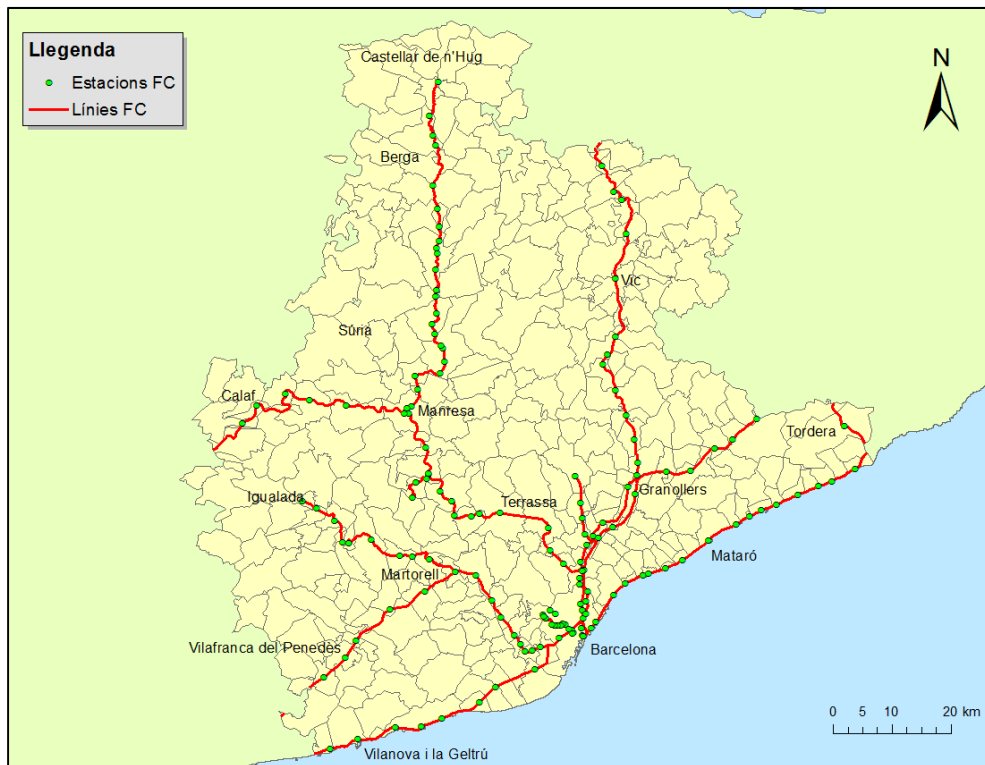 Llegenda
Estacions FC
Línies FC
N
Castellar de n'Hug
Berga
Vic
Súria
Calaf
Manresa
Tordera
Igualada
Terrassa
Granollers
Mataró
Martorell
Vilafranca del Penedès
Barcelona
0 5 10 20 km
Vilanova i la Geltrú